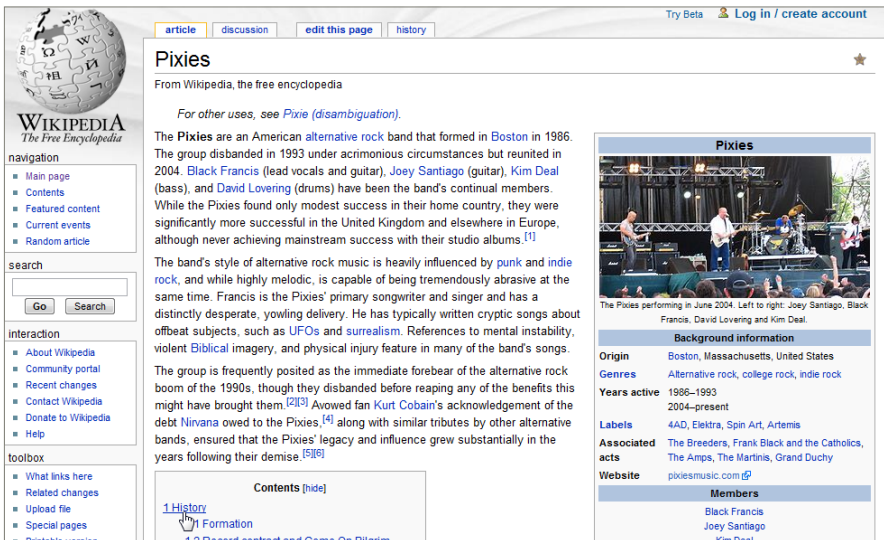 Try Beta Log in / create account
article discussion edit this page history
WIKIPEDIA
The Free Encyclopedia
navigation
Main page
Contents
Featured content
Current events
Random article
search
Go Search
interaction
About Wikipedia
Community portal
Recent changes
Contact Wikipedia
Donate to Wikipedia
Help
toolbox
What links here
Related changes
Upload file
Special pages
Printable version
Pixies
From Wikipedia, the free encyclopedia
For other uses, see Pixie (disambiguation).
The Pixies are an American alternative rock band that formed in Boston in 1986.
The group disbanded in 1993 under acrimonious circumstances but reunited in
2004. Black Francis (lead vocals and guitar), Joey Santiago (guitar), Kim Deal
(bass), and David Lovering (drums) have been the band's continual members.
While the Pixies found only modest success in their home country, they were
significantly more successful in the United Kingdom and elsewhere in Europe,
although never achieving mainstream success with their studio albums.[1]
The band's style of alternative rock music is heavily influenced by punk and indie
rock, and while highly melodic, is capable of being tremendously abrasive at the
same time. Francis is the Pixies' primary songwriter and singer and has a
distinctly desperate, yowling delivery. He has typically written cryptic songs about
offbeat subjects, such as UFOs and surrealism. References to mental instability,
violent Biblical imagery, and physical injury feature in many of the band's songs.
The group is frequently posited as the immediate forebear of the alternative rock
boom of the 1990s, though they disbanded before reaping any of the benefits this
might have brought them.[2][3] Avowed fan Kurt Cobain's acknowledgement of the
debt Nirvana owed to the Pixies,[4] along with similar tributes by other alternative
bands, ensured that the Pixies' legacy and influence grew substantially in the
years following their demise.[5][6]
Contents [hide]
1 History
1 Formation
1.2 Record contract and Come On Pilgrim
Pixies
The Pixies performing in June 2004. Left to right: Joey Santiago, Black
Francis, David Lovering and Kim Deal.
Background information
Origin Boston, Massachusetts, United States
Genres Alternative rock, college rock, indie rock
Years active 1986–1993
2004–present
Labels 4AD, Elektra, Spin Art, Artemis
Associated The Breeders, Frank Black and the Catholics,
acts The Amps, The Martinis, Grand Duchy
Website pixiesmusic.com
Members
Black Francis
Joey Santiago
Kim Deal